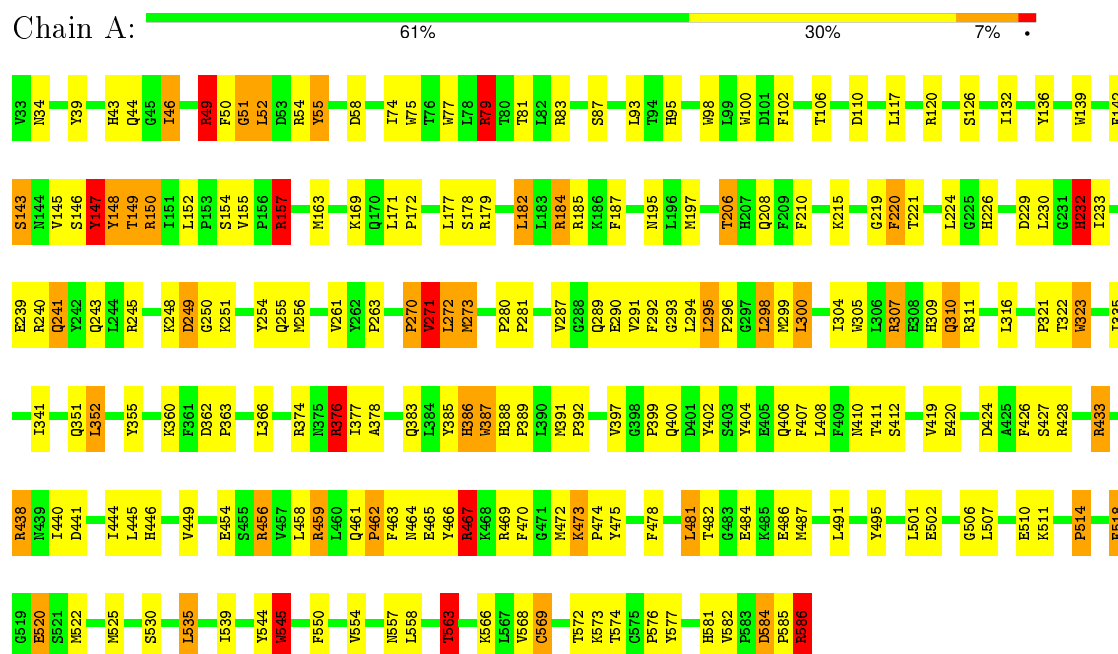 Chain A:
61% 30% 7% •
V33 N34 Y39 H43 Q44 G45 I46 R49 F50 G51 L52 D53 R54 Y55 D58 I74 W75 T76 W77 L78 R79 T80 T81 L82 R83 S87 L93 T94 H95 W98 L99 W100 D101 F102 T106 D110 L117 R120 S126 I132 Y136 W139
S143 N144 V145 S146 Y147 Y148 T149 R150 I151 L152 P153 S154 V155 P156 R157 M163 K169 Q170 L171 P172 L177 S178 R179 L182 L183 R184 R185 K186 F187 N195 L196 M197 T206 H207 Q208 F209 F210 K215 G219 F220 T221 L224 G225 H226 D229 L230 G231 H232 I233
E239 R240 Q241 Y242 Q243 L244 R245 K248 D249 G250 K251 Y254 Q255 M256 V261 Y262 P263 P270 V271 L272 M273 P280 P281 V287 G288 Q289 E290 V291 F292 G293 L294 L295 P296 G297 L298 M299 L300 I304 W305 L306 R307 E308 H309 Q310 R311 L316 P321 T322 W323 I335
I341 Q351 L352 Y355 K360 F361 D362 P363 L366 R374 N375 R376 I377 A378 Q383 L384 Y385 H386 W387 H388 P389 L390 M391 P392 V397 G398 P399 Q400 D401 Y402 S403 Y404 E405 Q406 F407 L408 F409 N410 T411 S412 V419 E420 D424 A425 F426 S427 R428 R433
R438 N439 I440 D441 I444 L445 H446 V449 E454 S455 R456 V457 L458 R459 L460 Q461 P462 F463 N464 E465 Y466 R467 K468 R469 F470 G471 M472 K473 P474 Y475 F478 L481 T482 G483 E484 K485 E486 M487 L491 Y495 L501 E502 G506 L507 E510 K511 P514
G519 E520 S521 M522 M525 S530 L535 I539 Y544 W545 F550 V554 N557 L558 T563 K566 L567 V568 C569 T572 K573 T574 C575 P576 Y577 H581 V582 P583 D584 P585 R586